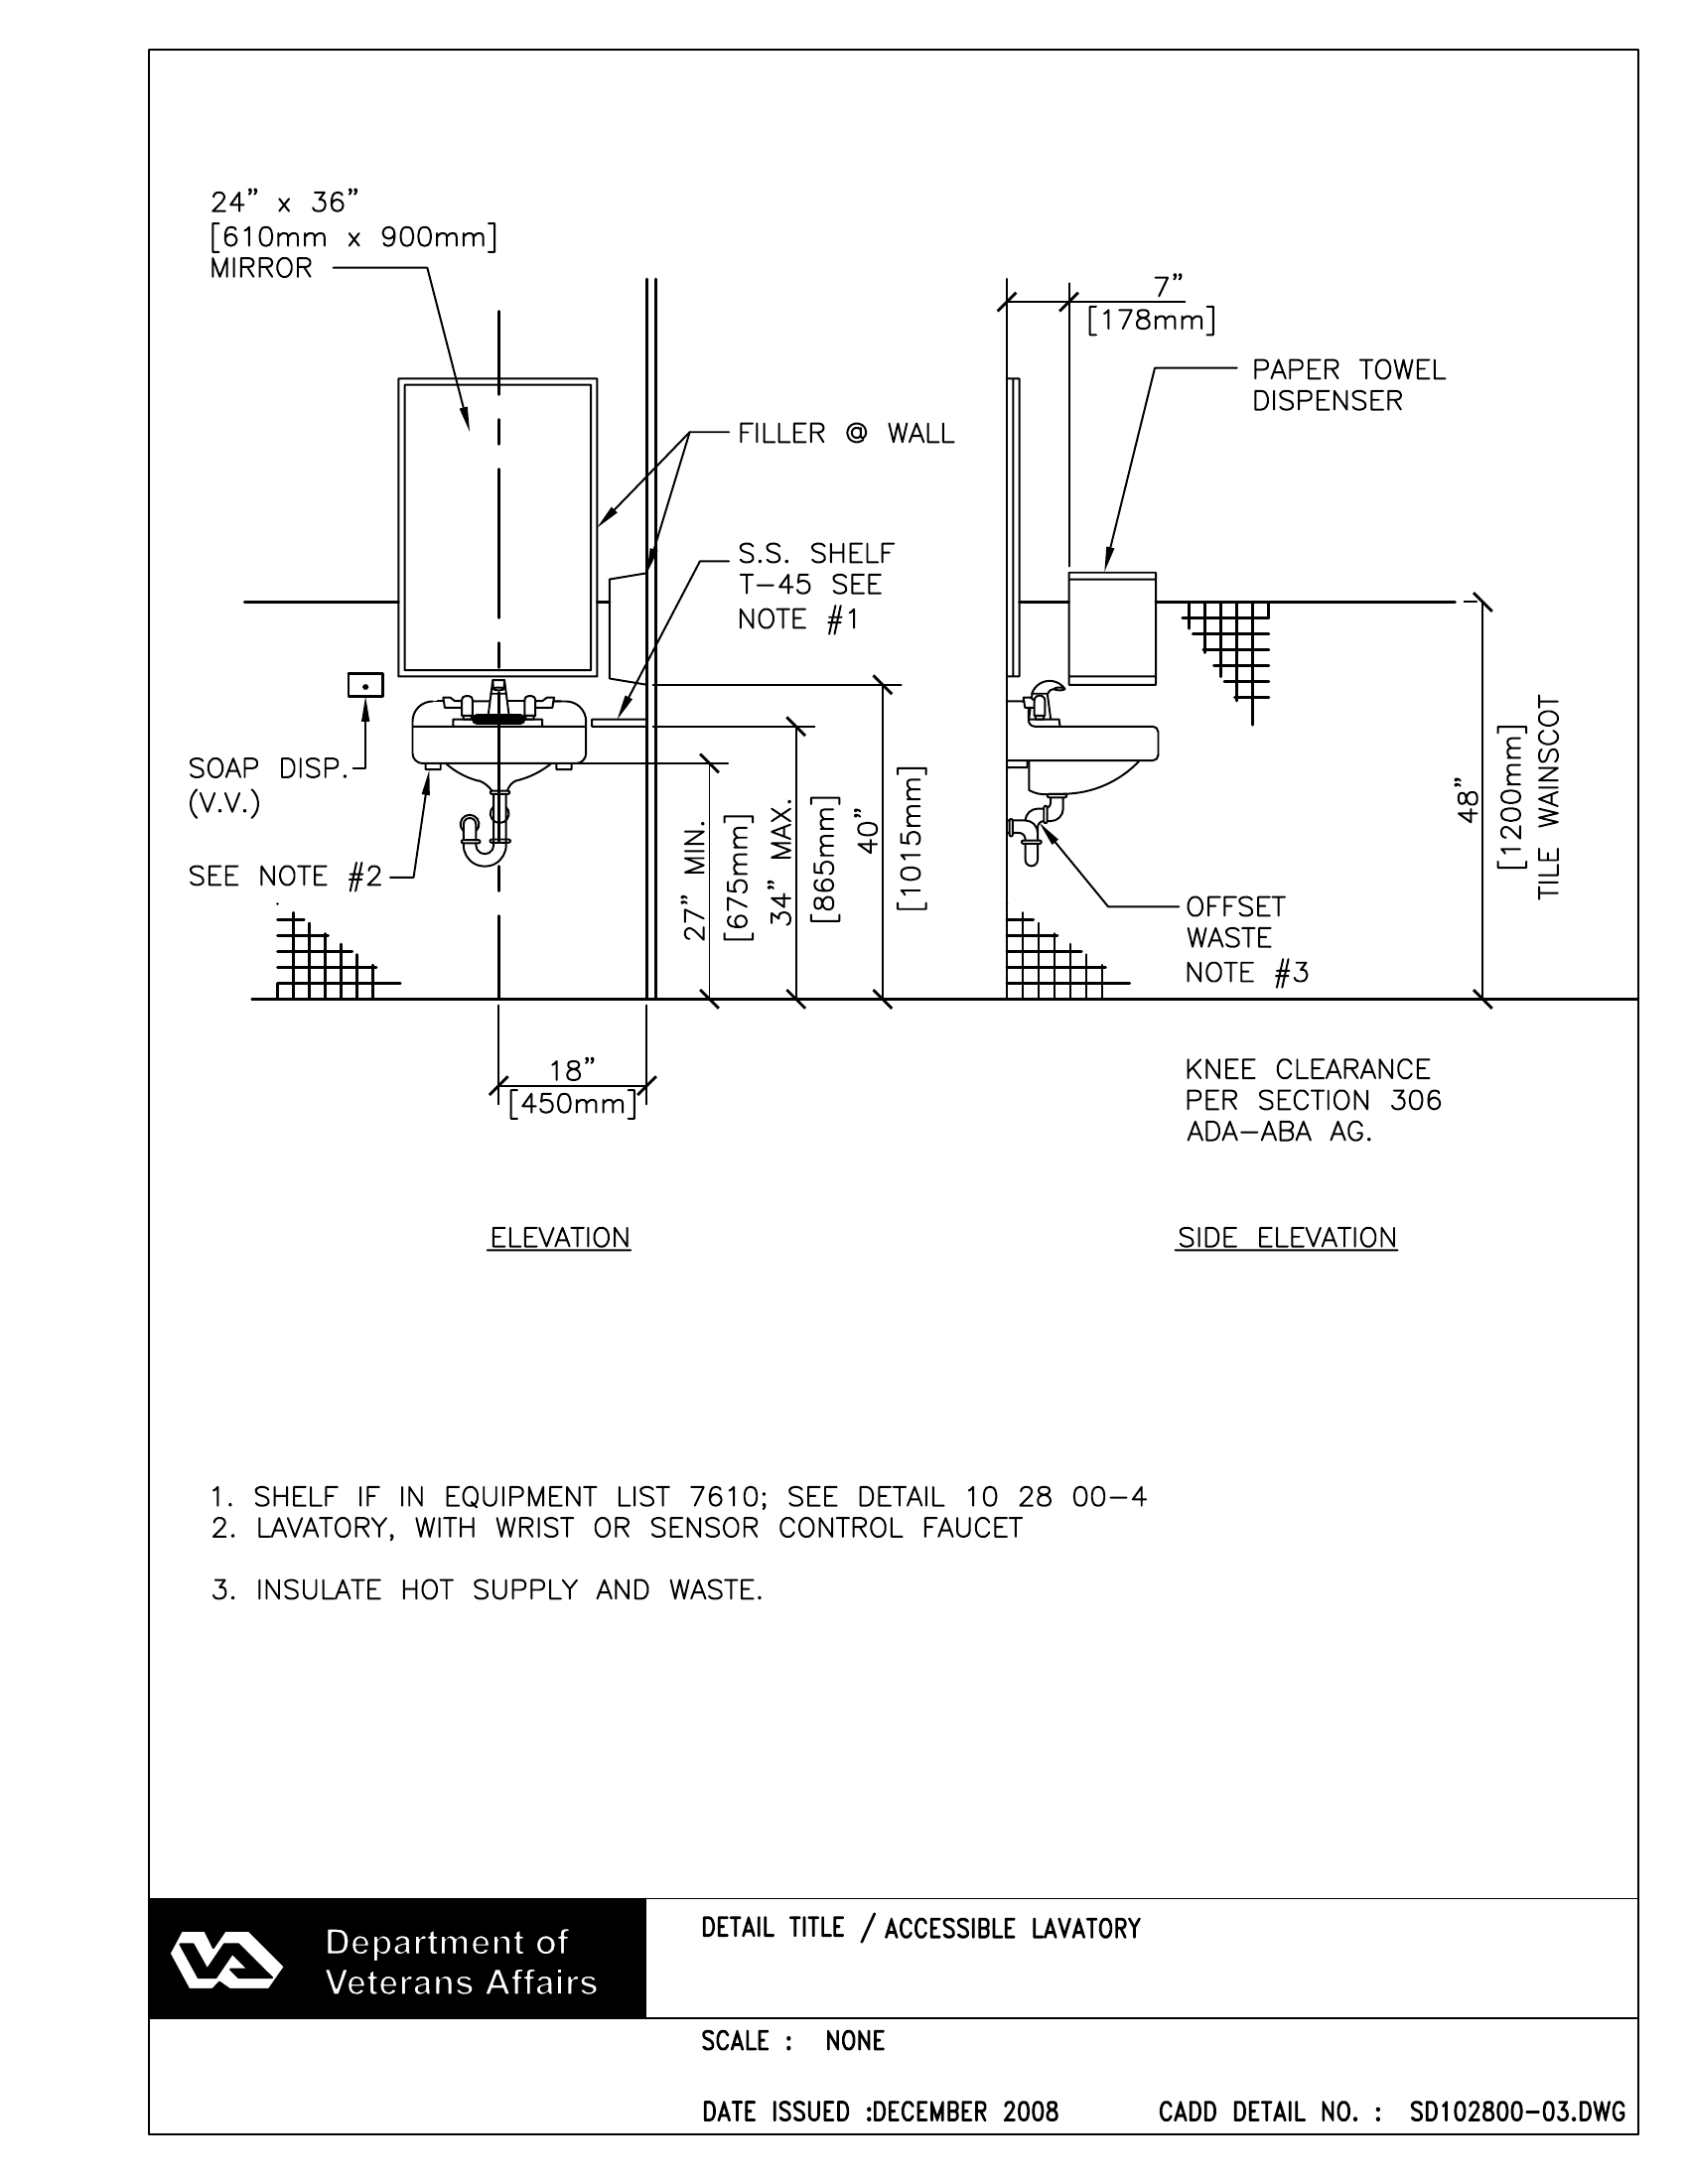 24" x 36"
[610mm x 900mm]
MIRROR
7"
[178mm]
PAPER TOWEL
DISPENSER
FILLER @ WALL
S.S. SHELF
T-45 SEE
NOTE #1
SOAP DISP.
(V.V.)
SEE NOTE #2
27" MIN.
[675mm]
34" MAX.
[865mm]
40"
[1015mm]
48"
[1200mm]
TILE WAINSCOT
OFFSET
WASTE
NOTE #3
18"
[450mm]
KNEE CLEARANCE
PER SECTION 306
ADA-ABA AG.
ELEVATION
SIDE ELEVATION
1. SHELF IF IN EQUIPMENT LIST 7610; SEE DETAIL 10 28 00-4
2. LAVATORY, WITH WRIST OR SENSOR CONTROL FAUCET
3. INSULATE HOT SUPPLY AND WASTE.
Department of
Veterans Affairs
DETAIL TITLE / ACCESSIBLE LAVATORY
SCALE : NONE
DATE ISSUED :DECEMBER 2008
CADD DETAIL NO. : SD102800-03.DWG